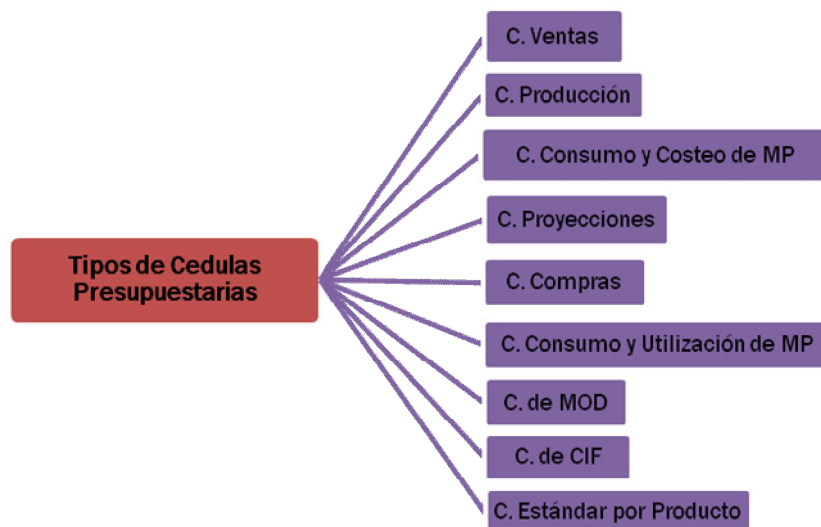 Tipos de Cedulas
Presupuestarias
C. Ventas
C. Producción
C. Consumo y Costeo de MP
C. Proyecciones
C. Compras
C. Consumo y Utilización de MP
C. de MOD
C. de CIF
C. Estándar por Producto